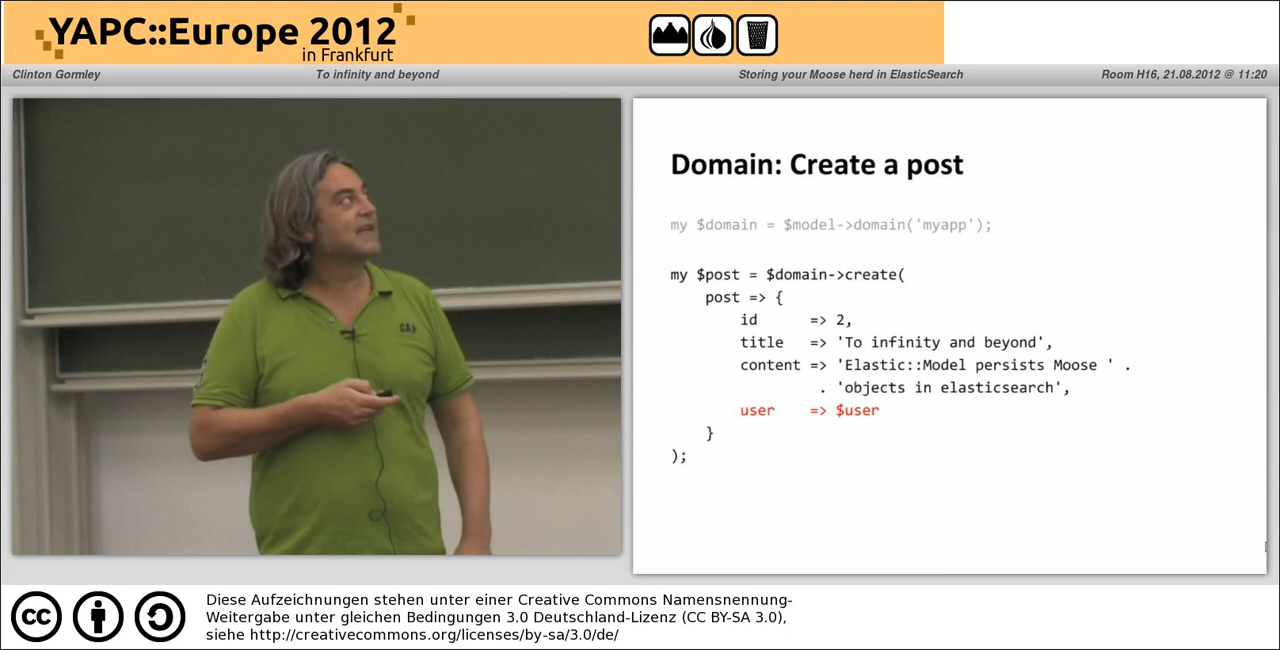 YAPC::Europe 2012
in Frankfurt
Clinton Gormley To infinity and beyond Storing your Moose herd in ElasticSearch Room H16, 21.08.2012 @ 11:20
GAP
Domain: Create a post
my $domain = $model->domain('myapp');
my $post = $domain->create(
    post => {
        id      => 2,
        title   => 'To infinity and beyond',
        content => 'Elastic::Model persists Moose ' .
                 . 'objects in elasticsearch',
        user    => $user
    }
);
cc
Diese Aufzeichnungen stehen unter einer Creative Commons Namensnennung-
Weitergabe unter gleichen Bedingungen 3.0 Deutschland-Lizenz (CC BY-SA 3.0),
siehe http://creativecommons.org/licenses/by-sa/3.0/de/